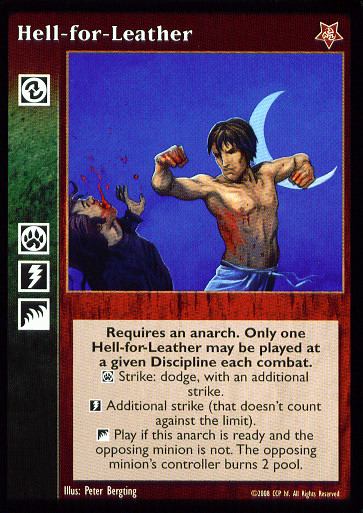 Hell-for-Leather
Requires an anarch. Only one
Hell-for-Leather may be played at
a given Discipline each combat.
Strike: dodge, with an additional
strike.
Additional strike (that doesn't count
against the limit).
Play if this anarch is ready and the
opposing minion is not. The opposing
minion's controller burns 2 pool.
Illus: Peter Bergting
©2008 CCP hf. All Rights Reserved